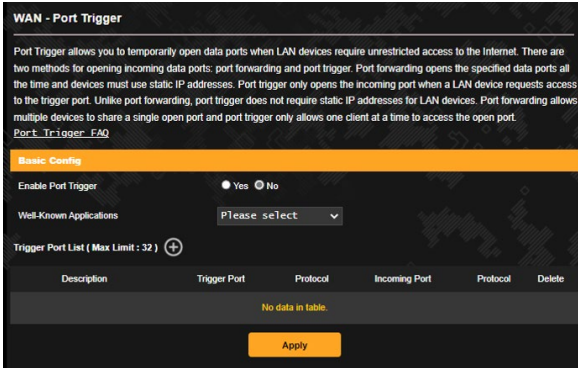 WAN - Port Trigger
Port Trigger allows you to temporarily open data ports when LAN devices require unrestricted access to the Internet. There are
two methods for opening incoming data ports: port forwarding and port trigger. Port forwarding opens the specified data ports all
the time and devices must use static IP addresses. Port trigger only opens the incoming port when a LAN device requests access
to the trigger port. Unlike port forwarding, port trigger does not require static IP addresses for LAN devices. Port forwarding allows
multiple devices to share a single open port and port trigger only allows one client at a time to access the open port.
Port Trigger FAQ
Basic Config
Enable Port Trigger Yes No
Well-Known Applications Please select
Trigger Port List ( Max Limit : 32 )
Description Trigger Port Protocol Incoming Port Protocol Delete
No data in table.
Apply